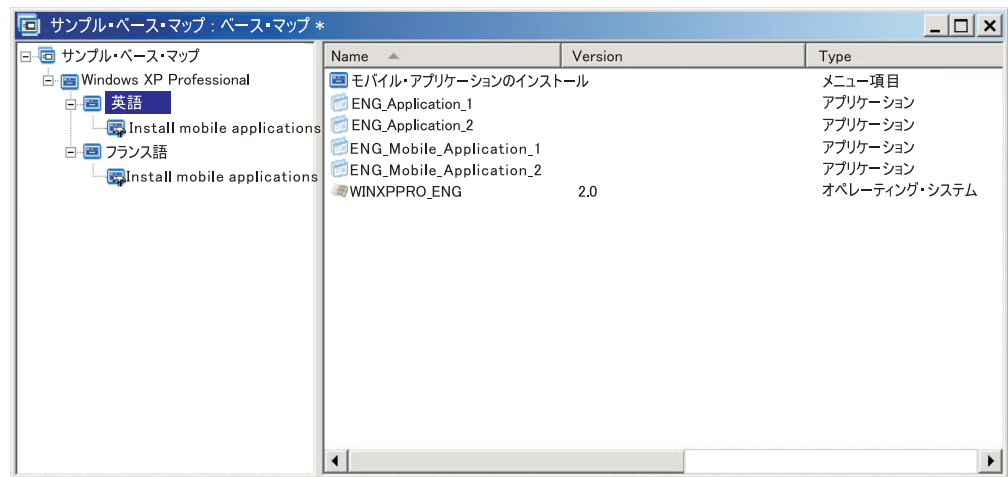 サンプル・ベース・マップ : ベース・マップ *
サンプル・ベース・マップ
Windows XP Professional
英語
Install mobile applications
フランス語
Install mobile applications
Name Version Type
モバイル・アプリケーションのインストール メニュー項目
ENG_Application_1 アプリケーション
ENG_Application_2 アプリケーション
ENG_Mobile_Application_1 アプリケーション
ENG_Mobile_Application_2 アプリケーション
WINXPPRO_ENG 2.0 オペレーティング・システム